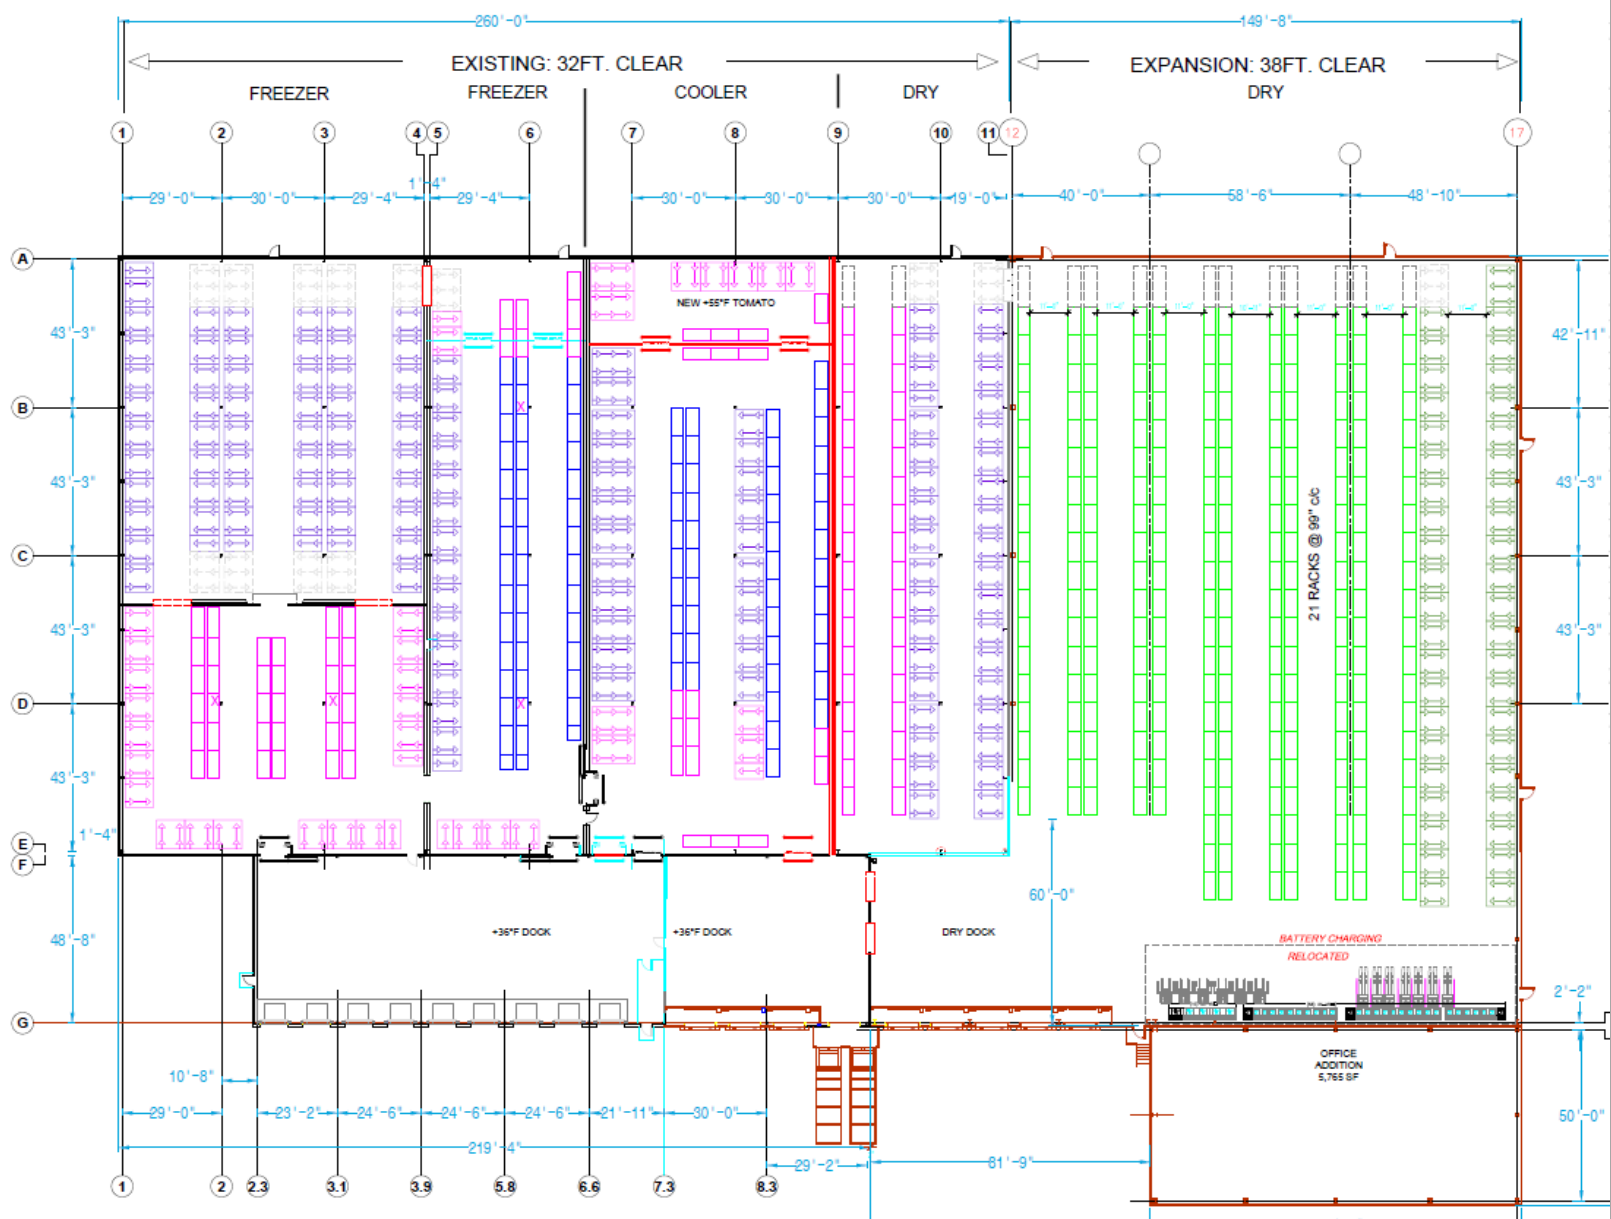 260'-0"
149'-8"
EXISTING: 32FT. CLEAR
EXPANSION: 38FT. CLEAR
FREEZER
FREEZER
COOLER
DRY
DRY
1
2
3
4
5
6
7
8
9
10
11
12
17
1'-4"
29'-0"
30'-0"
29'-4"
29'-4"
30'-0"
30'-0"
30'-0"
19'-0"
40'-0"
58'-6"
48'-10"
A
NEW +55°F TOMATO
43'-3"
42'-11"
B
X
43'-3"
43'-3"
21 RACKS @ 99" c/c
C
43'-3"
43'-3"
D
X
X
X
43'-3"
1'-4"
E
F
60'-0"
48'-8"
+36°F DOCK
+36°F DOCK
DRY DOCK
BATTERY CHARGING
RELOCATED
2'-2"
G
OFFICE
ADDITION
5,765 SF
10'-8"
29'-0"
23'-2"
24'-6"
24'-6"
24'-6"
21'-11"
30'-0"
50'-0"
219'-4"
29'-2"
81'-9"
1
2
2.3
3.1
3.9
5.8
6.6
7.3
8.3